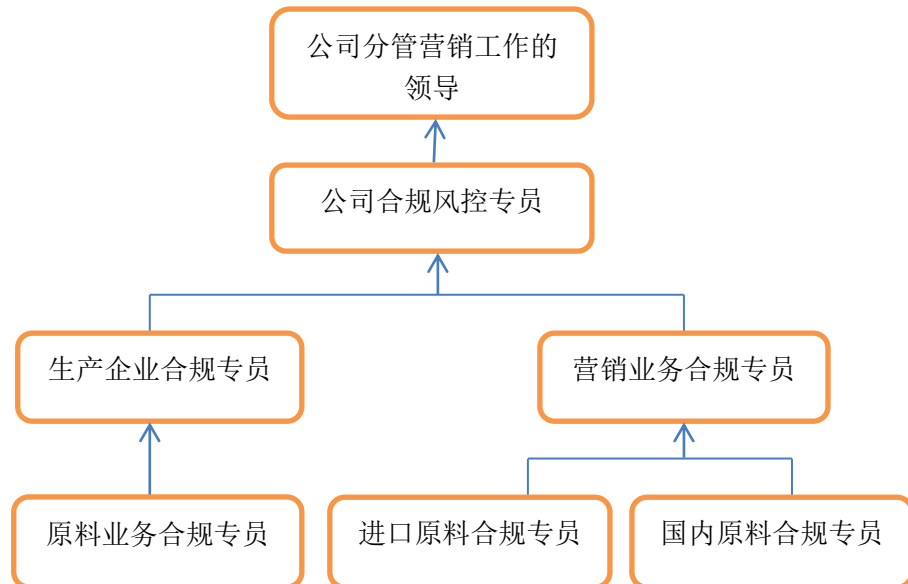 公司分管营销工作的
领导
公司合规风控专员
生产企业合规专员
营销业务合规专员
原料业务合规专员
进口原料合规专员
国内原料合规专员